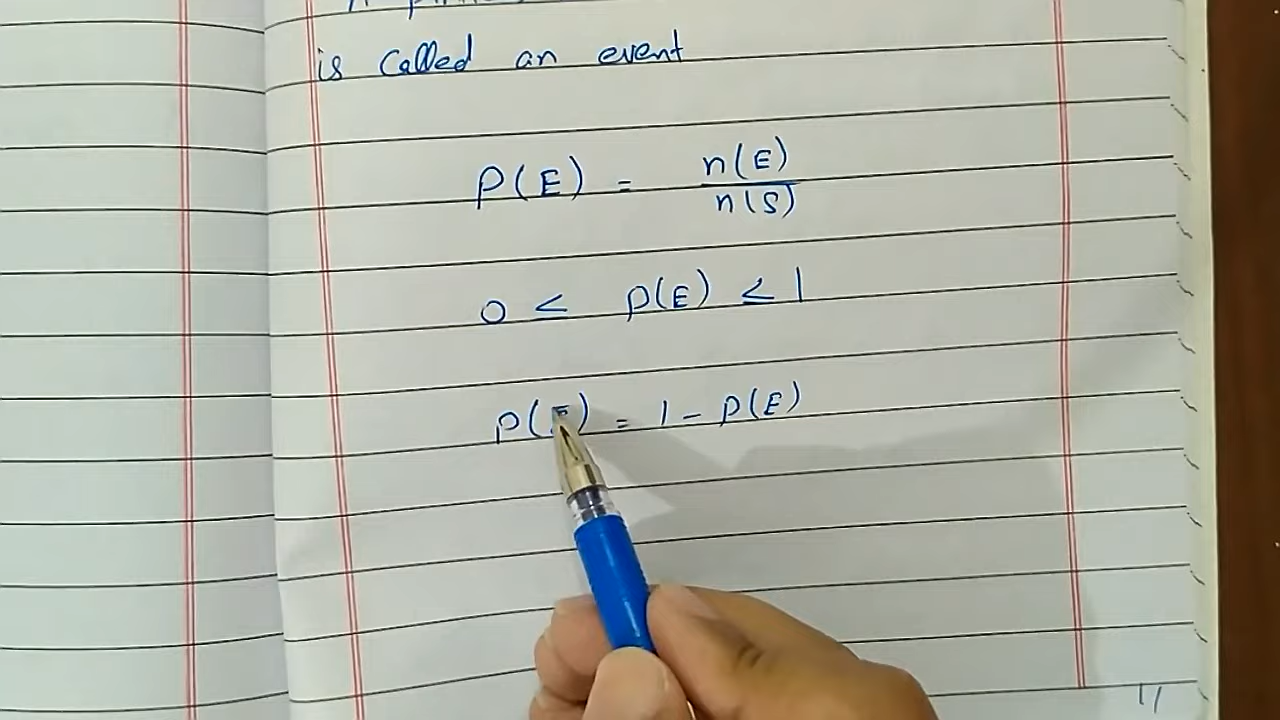 is called an event
P(E) = n(E) / n(S)
0 < P(E) ≤ 1
P( ) = 1 - P(E)